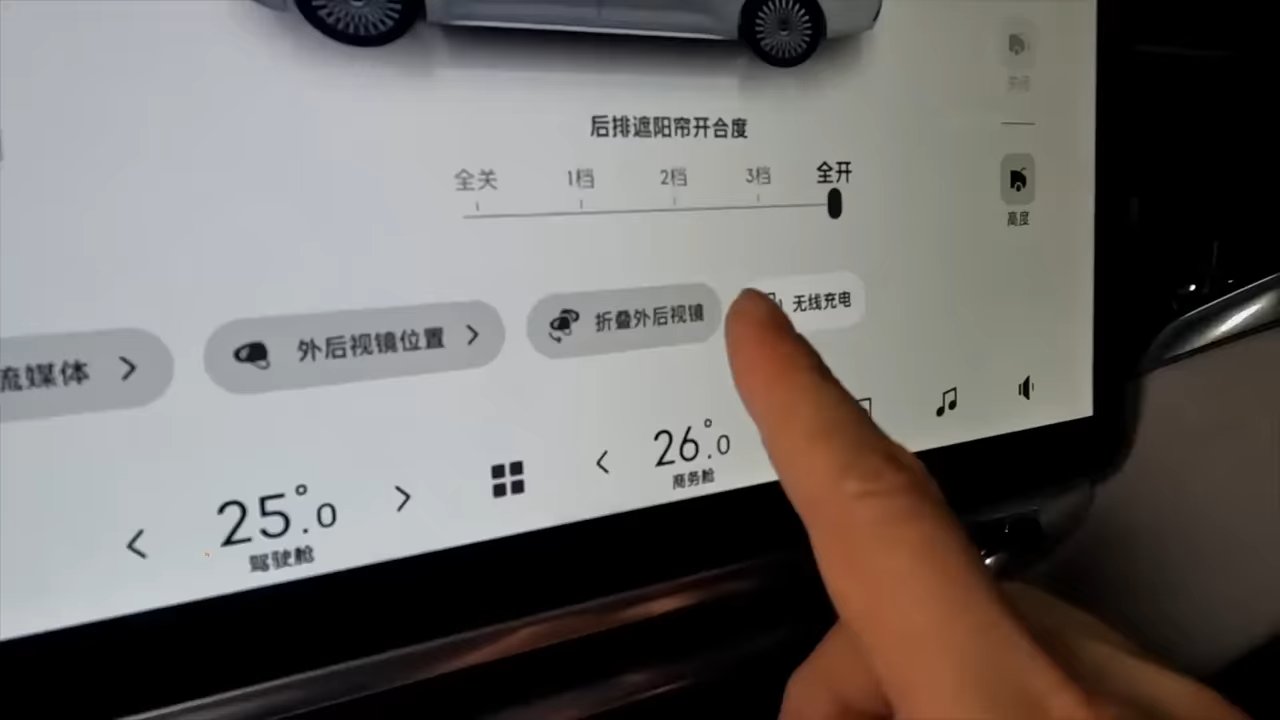 后排遮阳帘开合度
全关 1档 2档 3档 全开
高度
流媒体
外后视镜位置
折叠外后视镜
无线充电
25.0°
驾驶舱
26.0°
商务舱